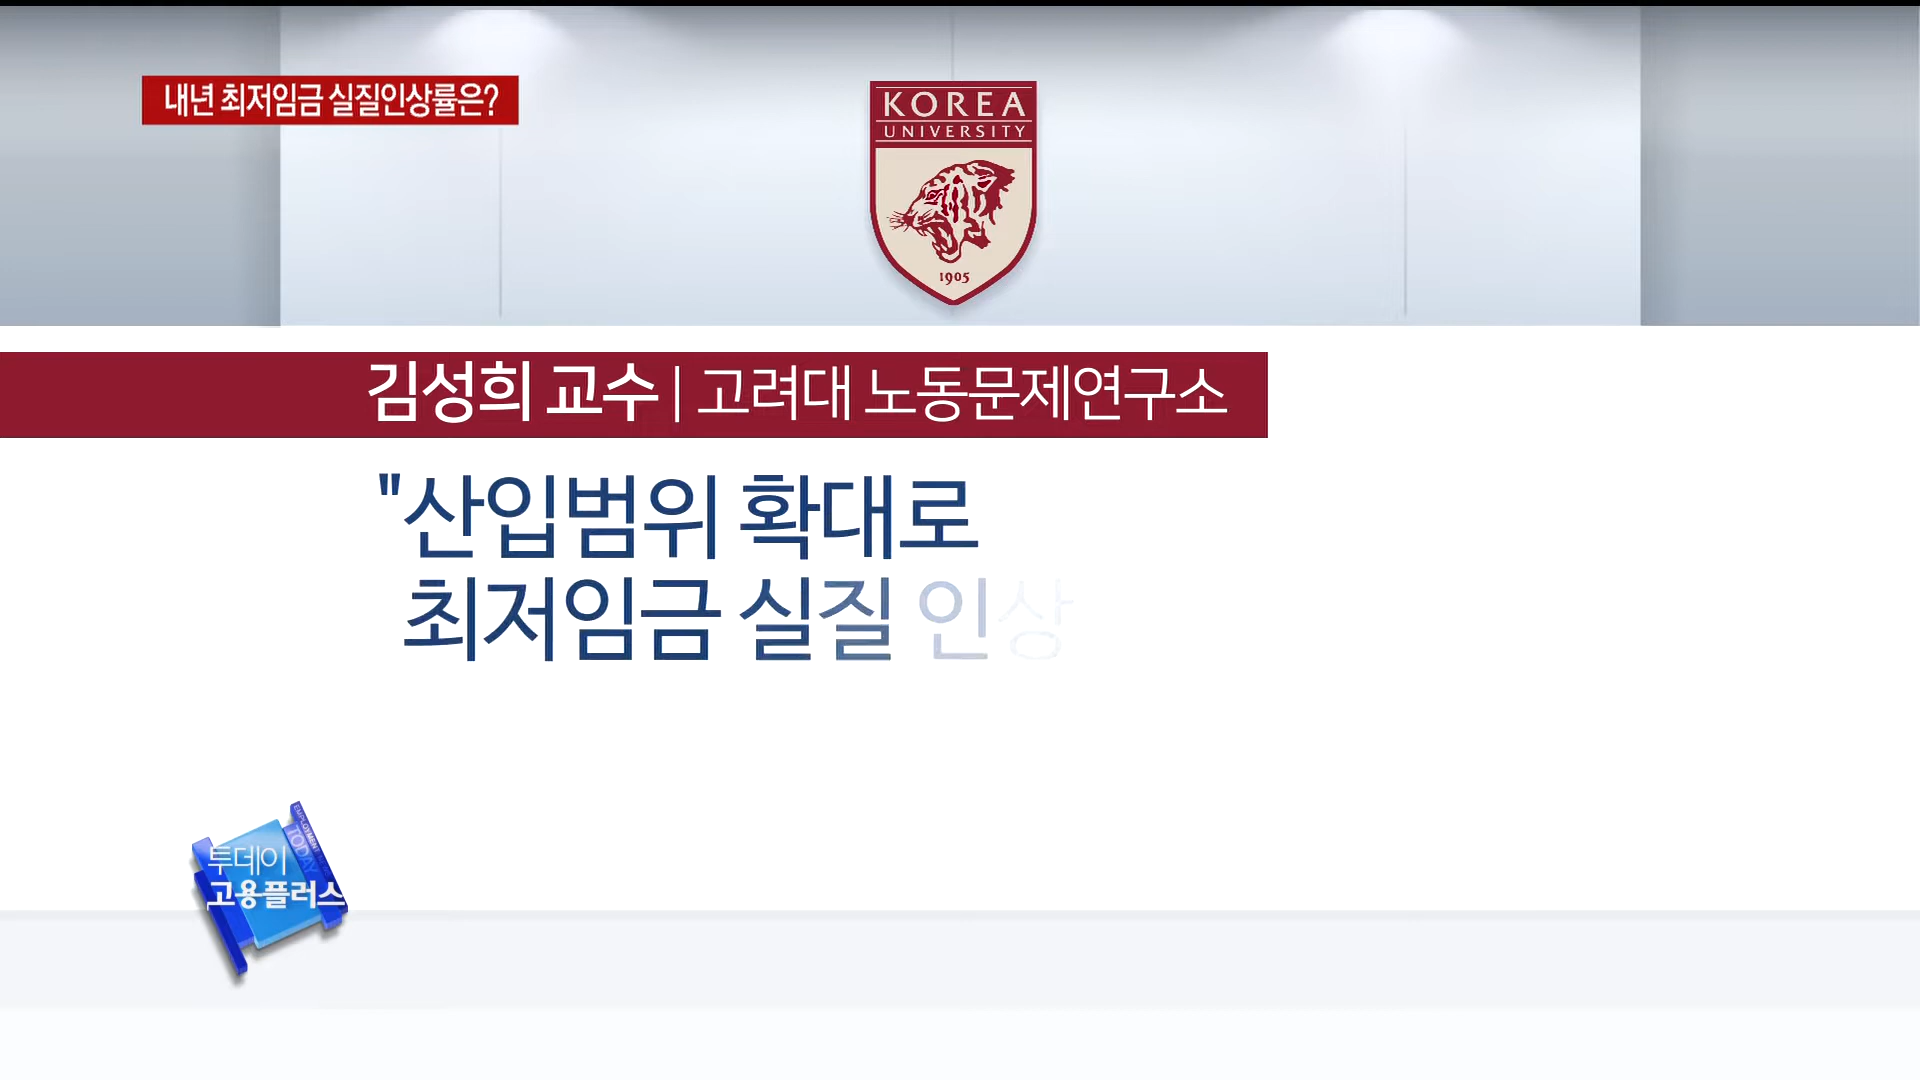 내년 최저임금 실질인상률은?
KOREA
UNIVERSITY
1905
김성희 교수 | 고려대 노동문제연구소
"산입범위 확대로
최저임금 실질 인상
TODAY
투데이
고용플러스